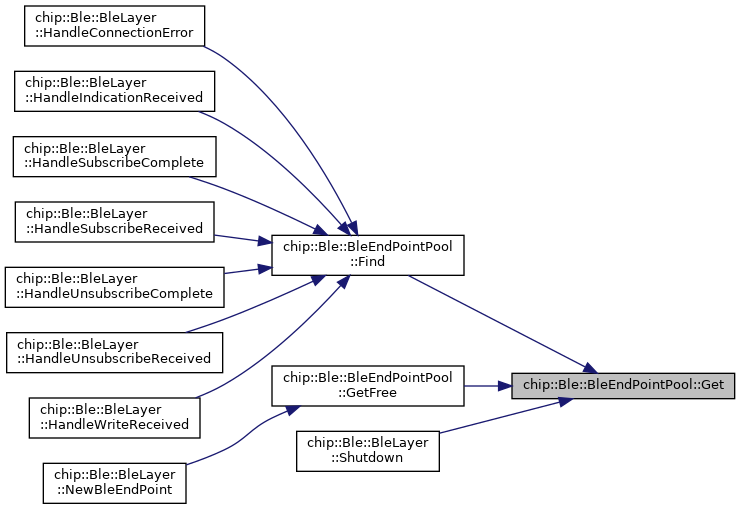 chip::Ble::BleLayer
::HandleConnectionError
chip::Ble::BleLayer
::HandleIndicationReceived
chip::Ble::BleLayer
::HandleSubscribeComplete
chip::Ble::BleLayer
::HandleSubscribeReceived
chip::Ble::BleLayer
::HandleUnsubscribeComplete
chip::Ble::BleLayer
::HandleUnsubscribeReceived
chip::Ble::BleLayer
::HandleWriteReceived
chip::Ble::BleLayer
::NewBleEndPoint
chip::Ble::BleEndPointPool
::Find
chip::Ble::BleEndPointPool
::GetFree
chip::Ble::BleLayer
::Shutdown
chip::Ble::BleEndPointPool::Get